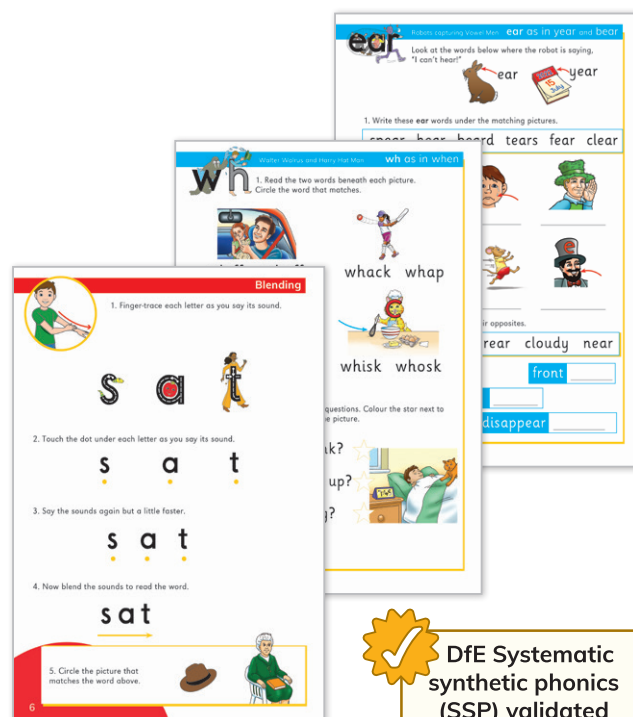 ear
Robots capturing Vowel Men ear as in year and bear
Look at the words below where the robot is saying,
"I can't hear!"
ear
year
15
July
1. Write these ear words under the matching pictures.
beard tears fear clear
e
opposites.
rear cloudy near
front
disappear
wh
Walter Walrus and Harry Hat Man wh as in when
1. Read the two words beneath each picture.
Circle the word that matches.
whack whap
whisk whosk
questions. Colour the star next to
picture.
up?
Blending
1. Finger-trace each letter as you say its sound.
s a t
2. Touch the dot under each letter as you say its sound.
s a t
3. Say the sounds again but a little faster.
s a t
4. Now blend the sounds to read the word.
sat
5. Circle the picture that
matches the word above.
6
DfE Systematic
synthetic phonics
(SSP) validated